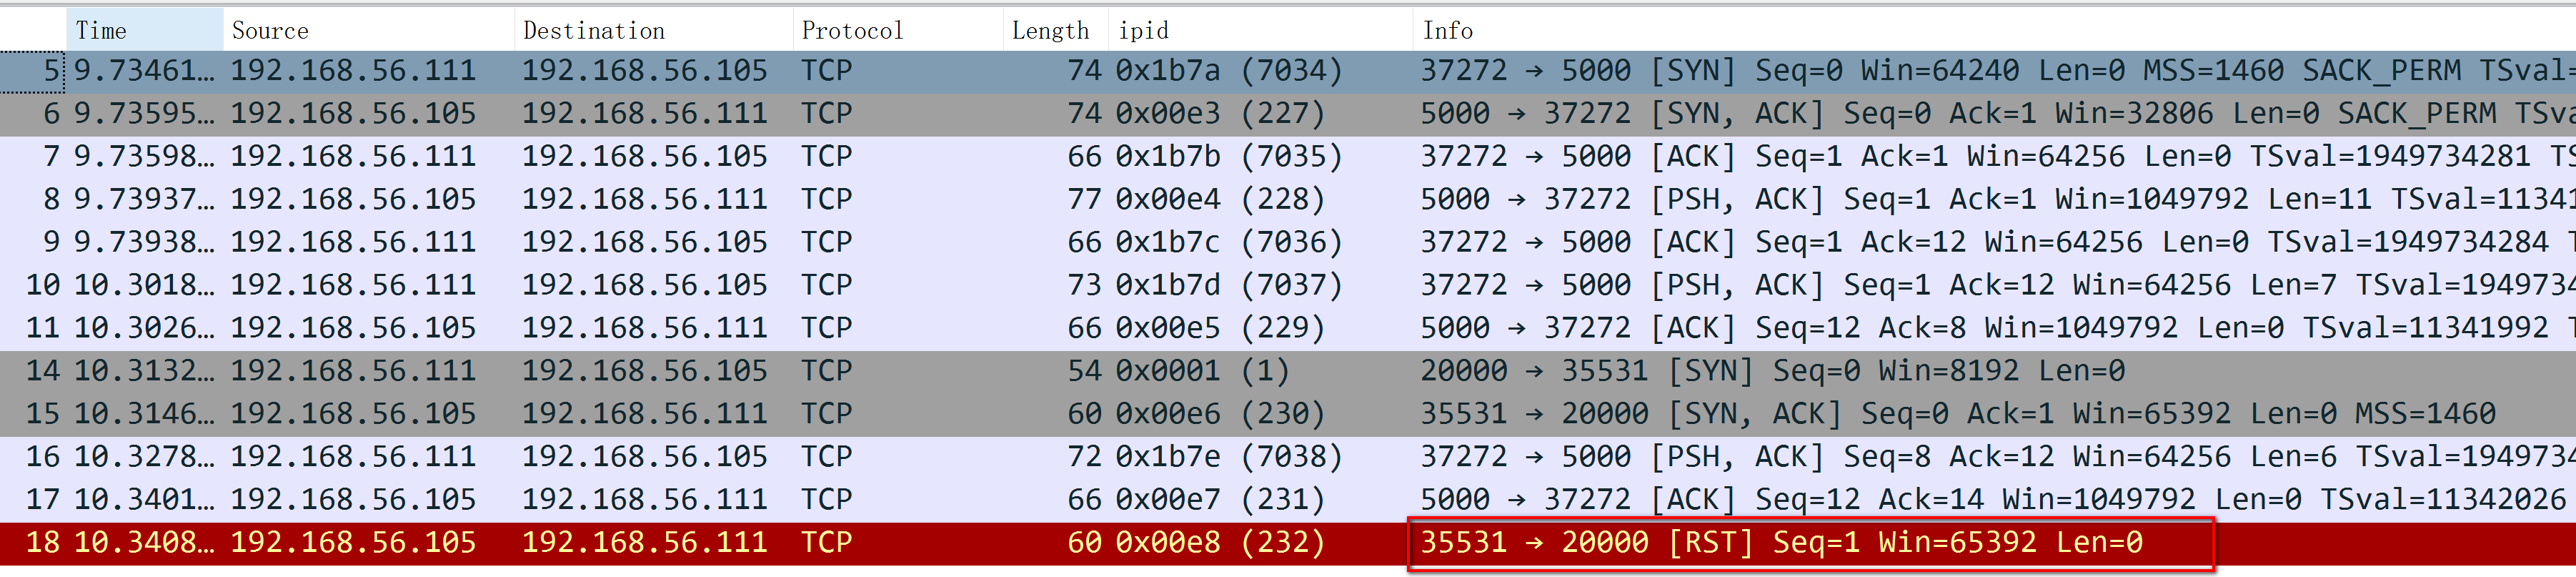 Time Source Destination Protocol Length ipid Info
5 9.73461… 192.168.56.111 192.168.56.105 TCP 74 0x1b7a (7034) 37272 → 5000 [SYN] Seq=0 Win=64240 Len=0 MSS=1460 SACK_PERM TSval=
6 9.73595… 192.168.56.105 192.168.56.111 TCP 74 0x00e3 (227) 5000 → 37272 [SYN, ACK] Seq=0 Ack=1 Win=32806 Len=0 SACK_PERM TSva
7 9.73598… 192.168.56.111 192.168.56.105 TCP 66 0x1b7b (7035) 37272 → 5000 [ACK] Seq=1 Ack=1 Win=64256 Len=0 TSval=1949734281 TS
8 9.73937… 192.168.56.105 192.168.56.111 TCP 77 0x00e4 (228) 5000 → 37272 [PSH, ACK] Seq=1 Ack=1 Win=1049792 Len=11 TSval=11341
9 9.73938… 192.168.56.111 192.168.56.105 TCP 66 0x1b7c (7036) 37272 → 5000 [ACK] Seq=1 Ack=12 Win=64256 Len=0 TSval=1949734284 T
10 10.3018… 192.168.56.111 192.168.56.105 TCP 73 0x1b7d (7037) 37272 → 5000 [PSH, ACK] Seq=1 Ack=12 Win=64256 Len=7 TSval=1949734
11 10.3026… 192.168.56.105 192.168.56.111 TCP 66 0x00e5 (229) 5000 → 37272 [ACK] Seq=12 Ack=8 Win=1049792 Len=0 TSval=11341992 T
14 10.3132… 192.168.56.111 192.168.56.105 TCP 54 0x0001 (1) 20000 → 35531 [SYN] Seq=0 Win=8192 Len=0
15 10.3146… 192.168.56.105 192.168.56.111 TCP 60 0x00e6 (230) 35531 → 20000 [SYN, ACK] Seq=0 Ack=1 Win=65392 Len=0 MSS=1460
16 10.3278… 192.168.56.111 192.168.56.105 TCP 72 0x1b7e (7038) 37272 → 5000 [PSH, ACK] Seq=8 Ack=12 Win=64256 Len=6 TSval=1949734
17 10.3401… 192.168.56.105 192.168.56.111 TCP 66 0x00e7 (231) 5000 → 37272 [ACK] Seq=12 Ack=14 Win=1049792 Len=0 TSval=11342026
18 10.3408… 192.168.56.105 192.168.56.111 TCP 60 0x00e8 (232) 35531 → 20000 [RST] Seq=1 Win=65392 Len=0